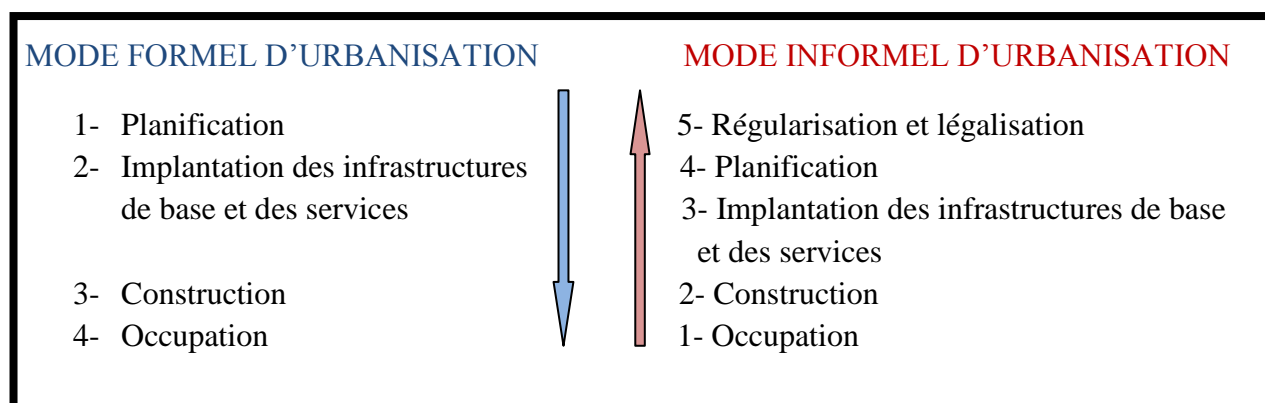 MODE FORMEL D’URBANISATION
1- Planification
2- Implantation des infrastructures
de base et des services
3- Construction
4- Occupation
MODE INFORMEL D’URBANISATION
5- Régularisation et légalisation
4- Planification
3- Implantation des infrastructures de base
et des services
2- Construction
1- Occupation